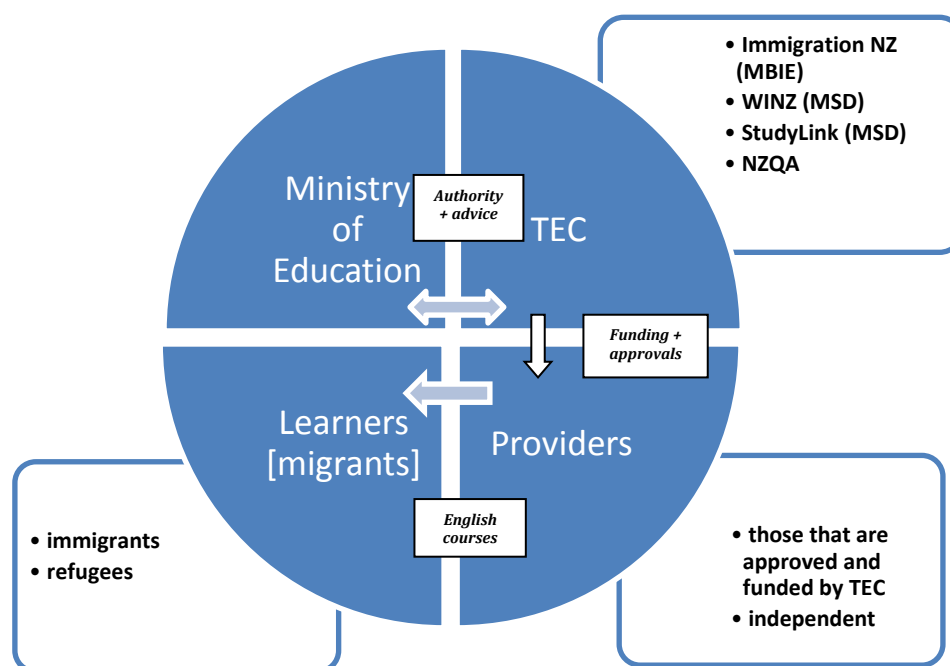 • Immigration NZ
(MBIE)
• WINZ (MSD)
• StudyLink (MSD)
• NZQA
Ministry
of
Education
Authority
+ advice
TEC
Funding +
approvals
Learners
[migrants]
Providers
English
courses
• immigrants
• refugees
• those that are
approved and
funded by TEC
• independent